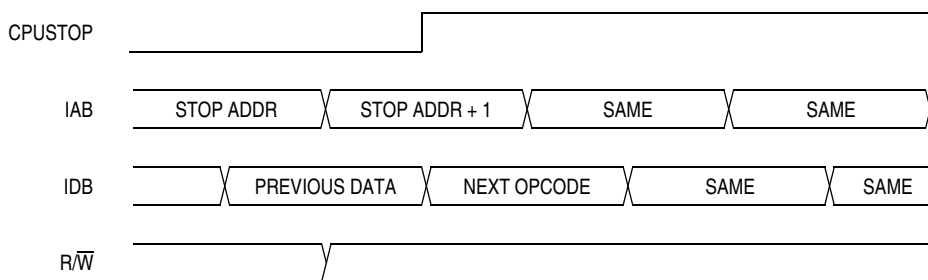 CPUSTOP
IAB STOP ADDR STOP ADDR + 1 SAME SAME
IDB PREVIOUS DATA NEXT OPCODE SAME SAME
R/W̅